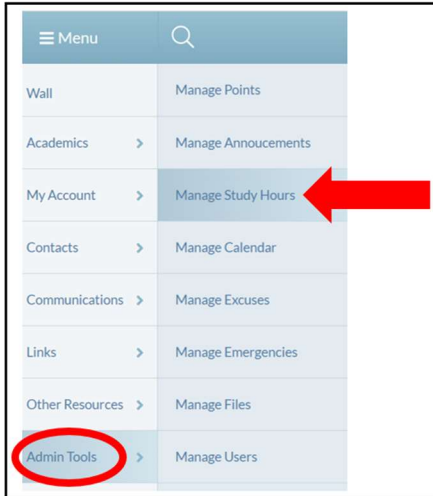 Menu
Wall
Academics
My Account
Contacts
Communications
Links
Other Resources
Admin Tools
Manage Points
Manage Annoucements
Manage Study Hours
Manage Calendar
Manage Excuses
Manage Emergencies
Manage Files
Manage Users